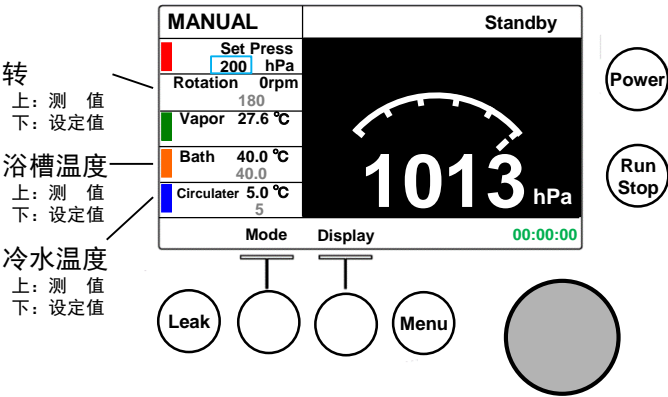 MANUAL
Standby
Set Press
200 hPa
Rotation 0rpm
180
Vapor 27.6 ℃
Bath 40.0 ℃
40.0
Circulater 5.0 ℃
5
1013 hPa
Mode
Display
00:00:00
转
上：测 值
下：设定值
浴槽温度
上：测 值
下：设定值
冷水温度
上：测 值
下：设定值
Power
Run
Stop
Leak
Menu